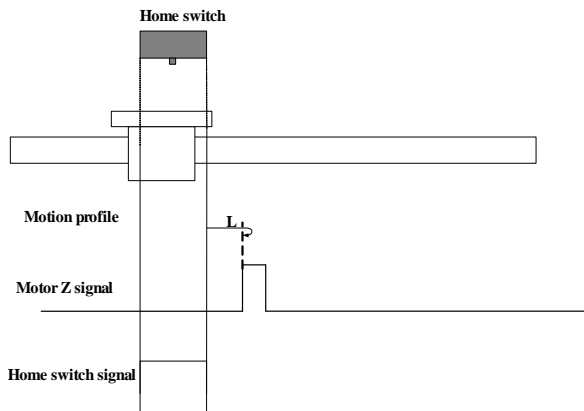 Home switch
Motion profile
L
Motor Z signal
Home switch signal